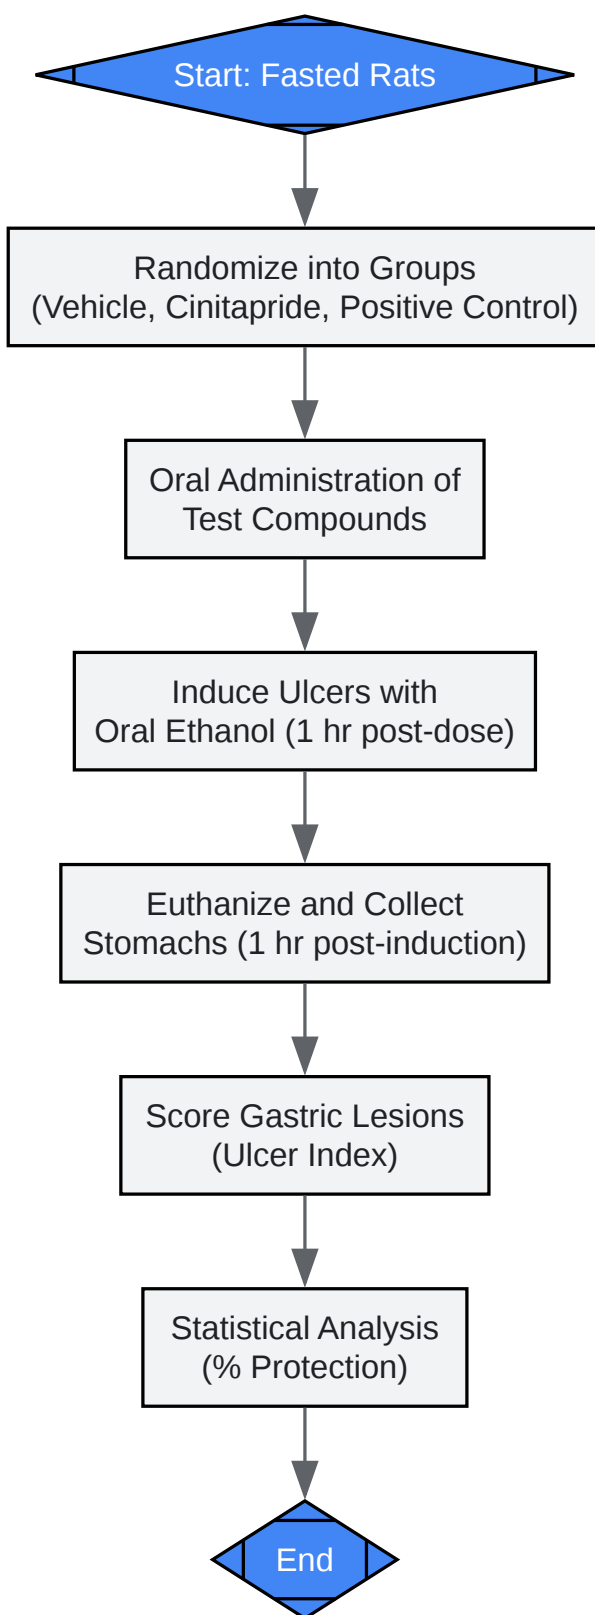 Start: Fasted Rats
Randomize into Groups
(Vehicle, Cinitapride, Positive Control)
Oral Administration of
Test Compounds
Induce Ulcers with
Oral Ethanol (1 hr post-dose)
Euthanize and Collect
Stomachs (1 hr post-induction)
Score Gastric Lesions
(Ulcer Index)
Statistical Analysis
(% Protection)
End